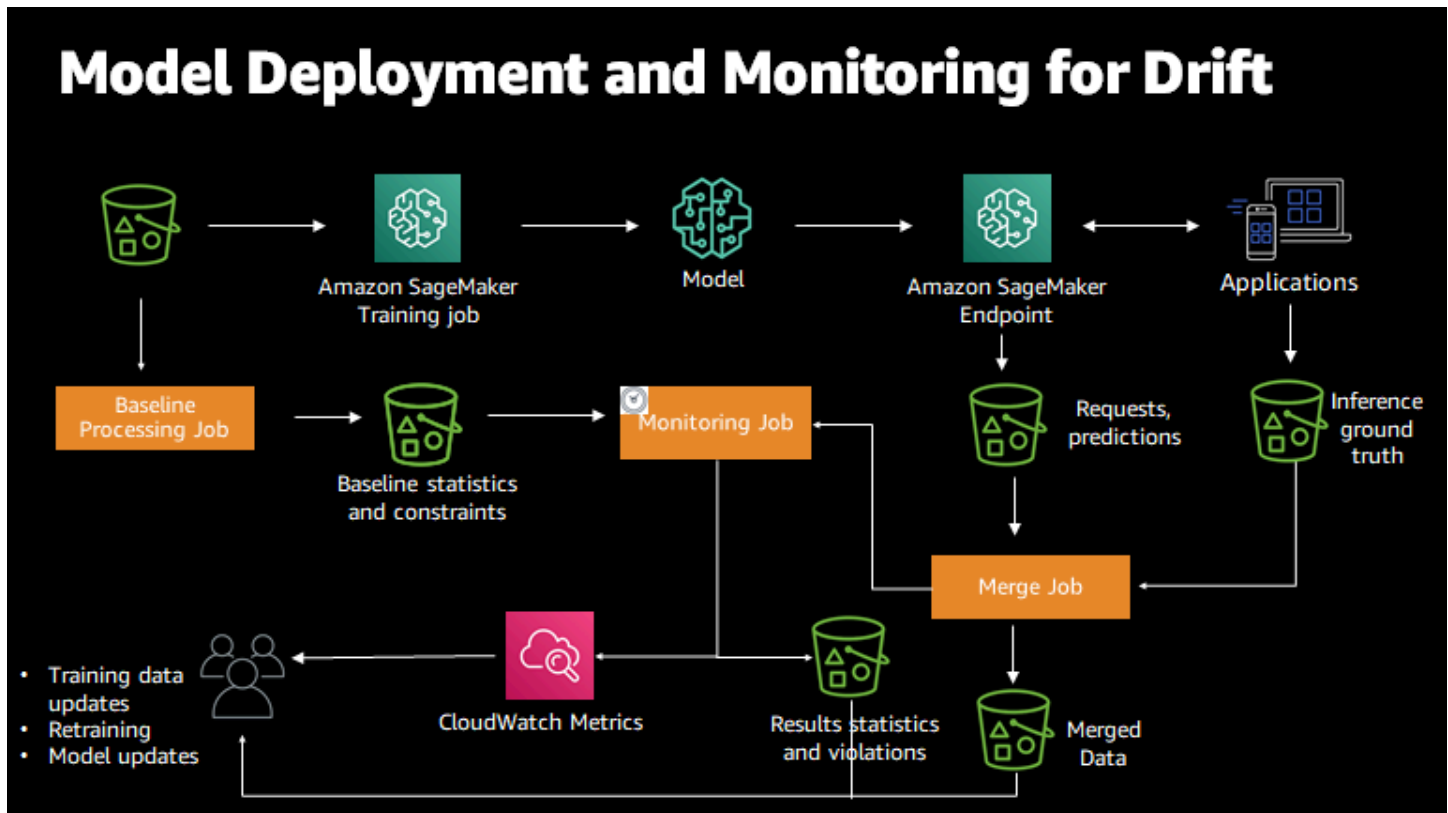 Model Deployment and Monitoring for Drift
Amazon SageMaker
Training job
Model
Amazon SageMaker
Endpoint
Applications
Baseline
Processing Job
Baseline statistics
and constraints
Monitoring Job
Requests,
predictions
Inference
ground
truth
Merge Job
• Training data
updates
• Retraining
• Model updates
CloudWatch Metrics
Results statistics
and violations
Merged
Data